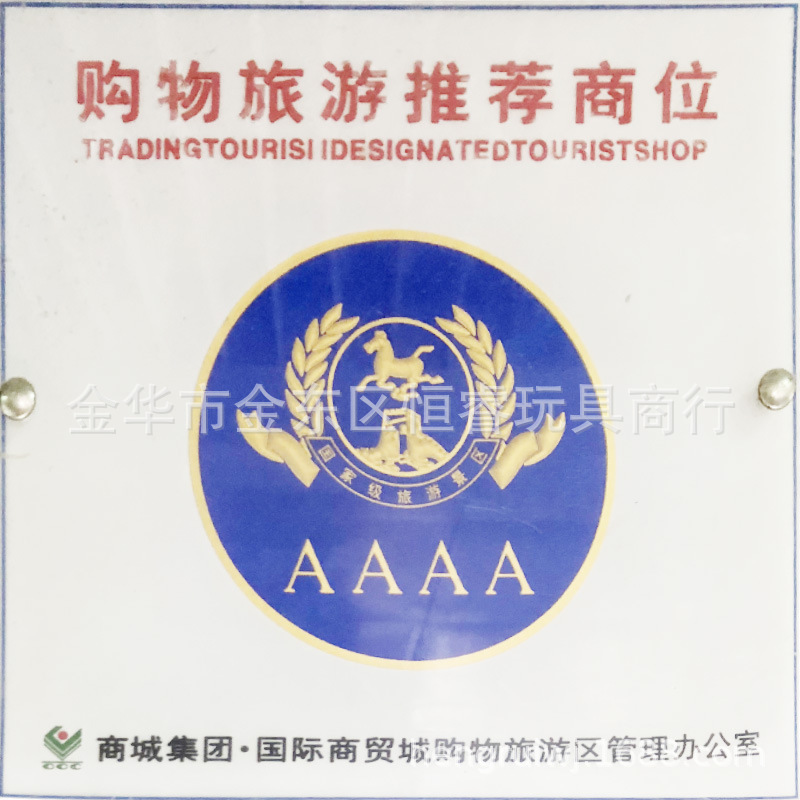 购物旅游推荐商位
TRADINGTOURISI IDESIGNATEDTOURISTSHOP
金华市金东区恒睿玩具商行
国家级旅游景区
AAAA
商城集团·国际商贸城购物旅游区管理办公室
CCC